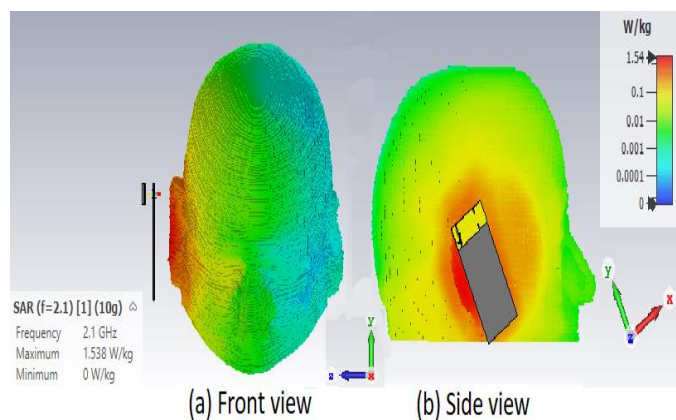 W/kg
1.54
0.1
0.01
0.001
0.0001
0
SAR (f=2.1) [1] (10g)
Frequency 2.1 GHz
Maximum 1.538 W/kg
Minimum 0 W/kg
Y
z
x
Y
X
Z
(a) Front view
(b) Side view